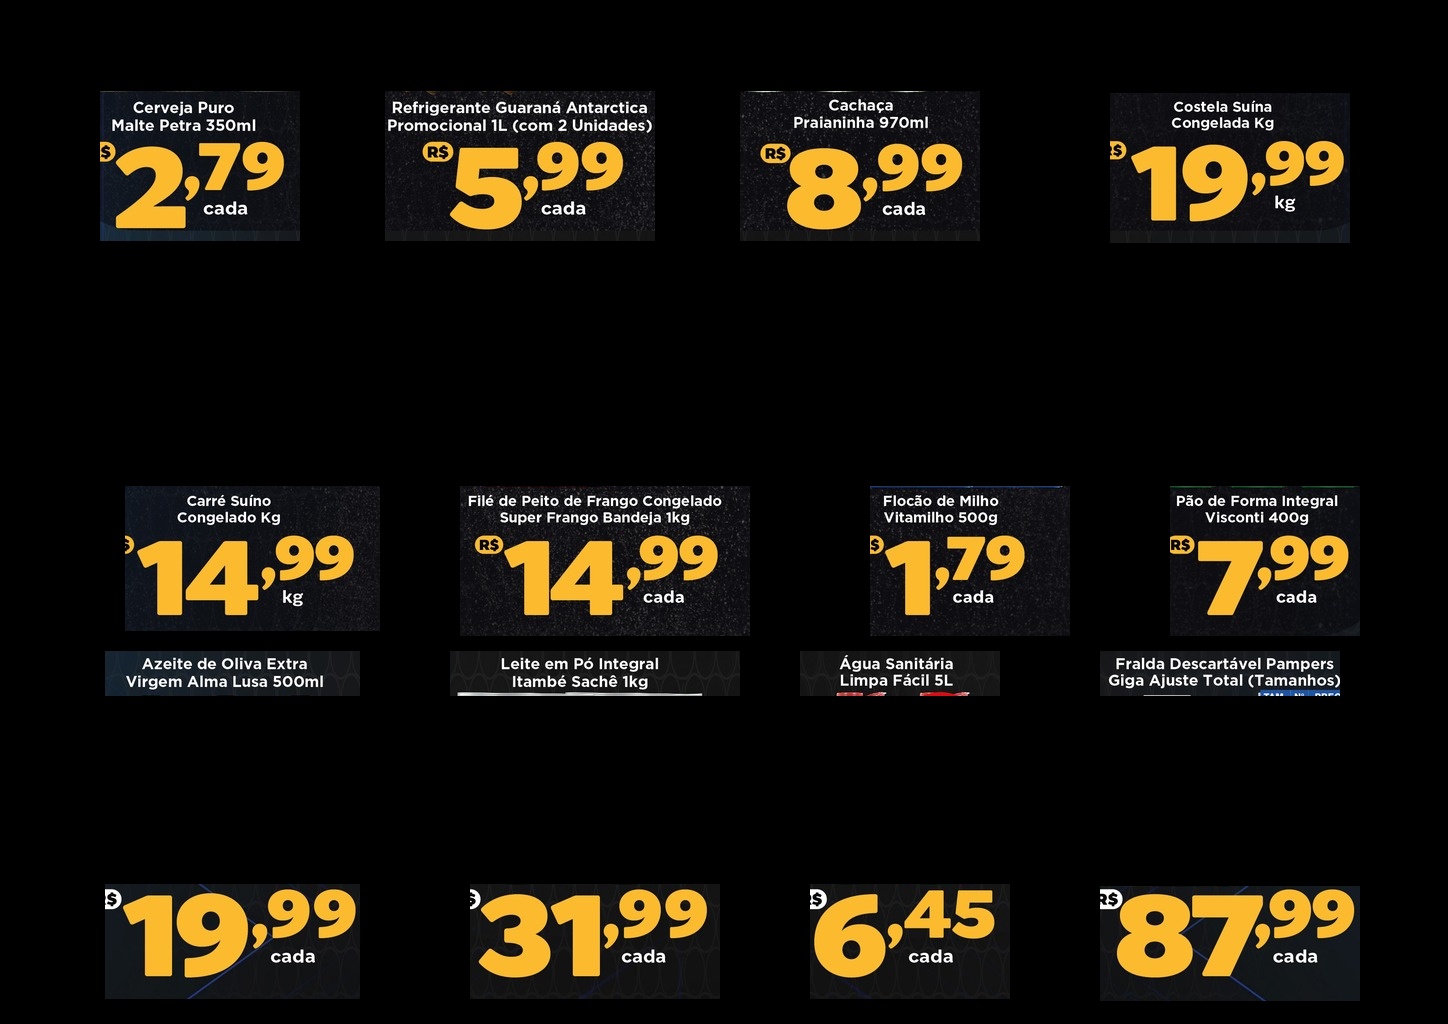 Cerveja Puro
Malte Petra 350ml
R$ 2,79
cada
Refrigerante Guaraná Antarctica
Promocional 1L (com 2 Unidades)
R$ 5,99
cada
Cachaça
Praianinha 970ml
R$ 8,99
cada
Costela Suína
Congelada Kg
R$ 19,99
kg
Carré Suíno
Congelado Kg
$ 14,99
kg
Filé de Peito de Frango Congelado
Super Frango Bandeja 1kg
R$ 14,99
cada
Flocão de Milho
Vitamilho 500g
$ 1,79
cada
Pão de Forma Integral
Visconti 400g
R$ 7,99
cada
Azeite de Oliva Extra
Virgem Alma Lusa 500ml
$ 19,99
cada
Leite em Pó Integral
Itambé Sachê 1kg
$ 31,99
cada
Água Sanitária
Limpa Fácil 5L
$ 6,45
cada
Fralda Descartável Pampers
Giga Ajuste Total (Tamanhos)
R$ 87,99
cada